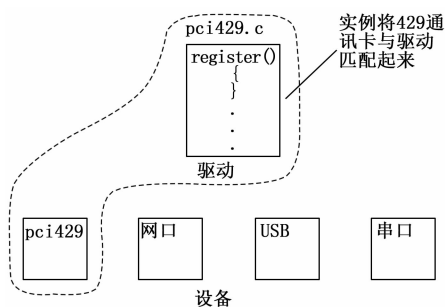 pci429.c
实例将429通
讯卡与驱动
匹配起来
register()
{
}
.
.
.
驱动
pci429
网口
USB
串口
设备